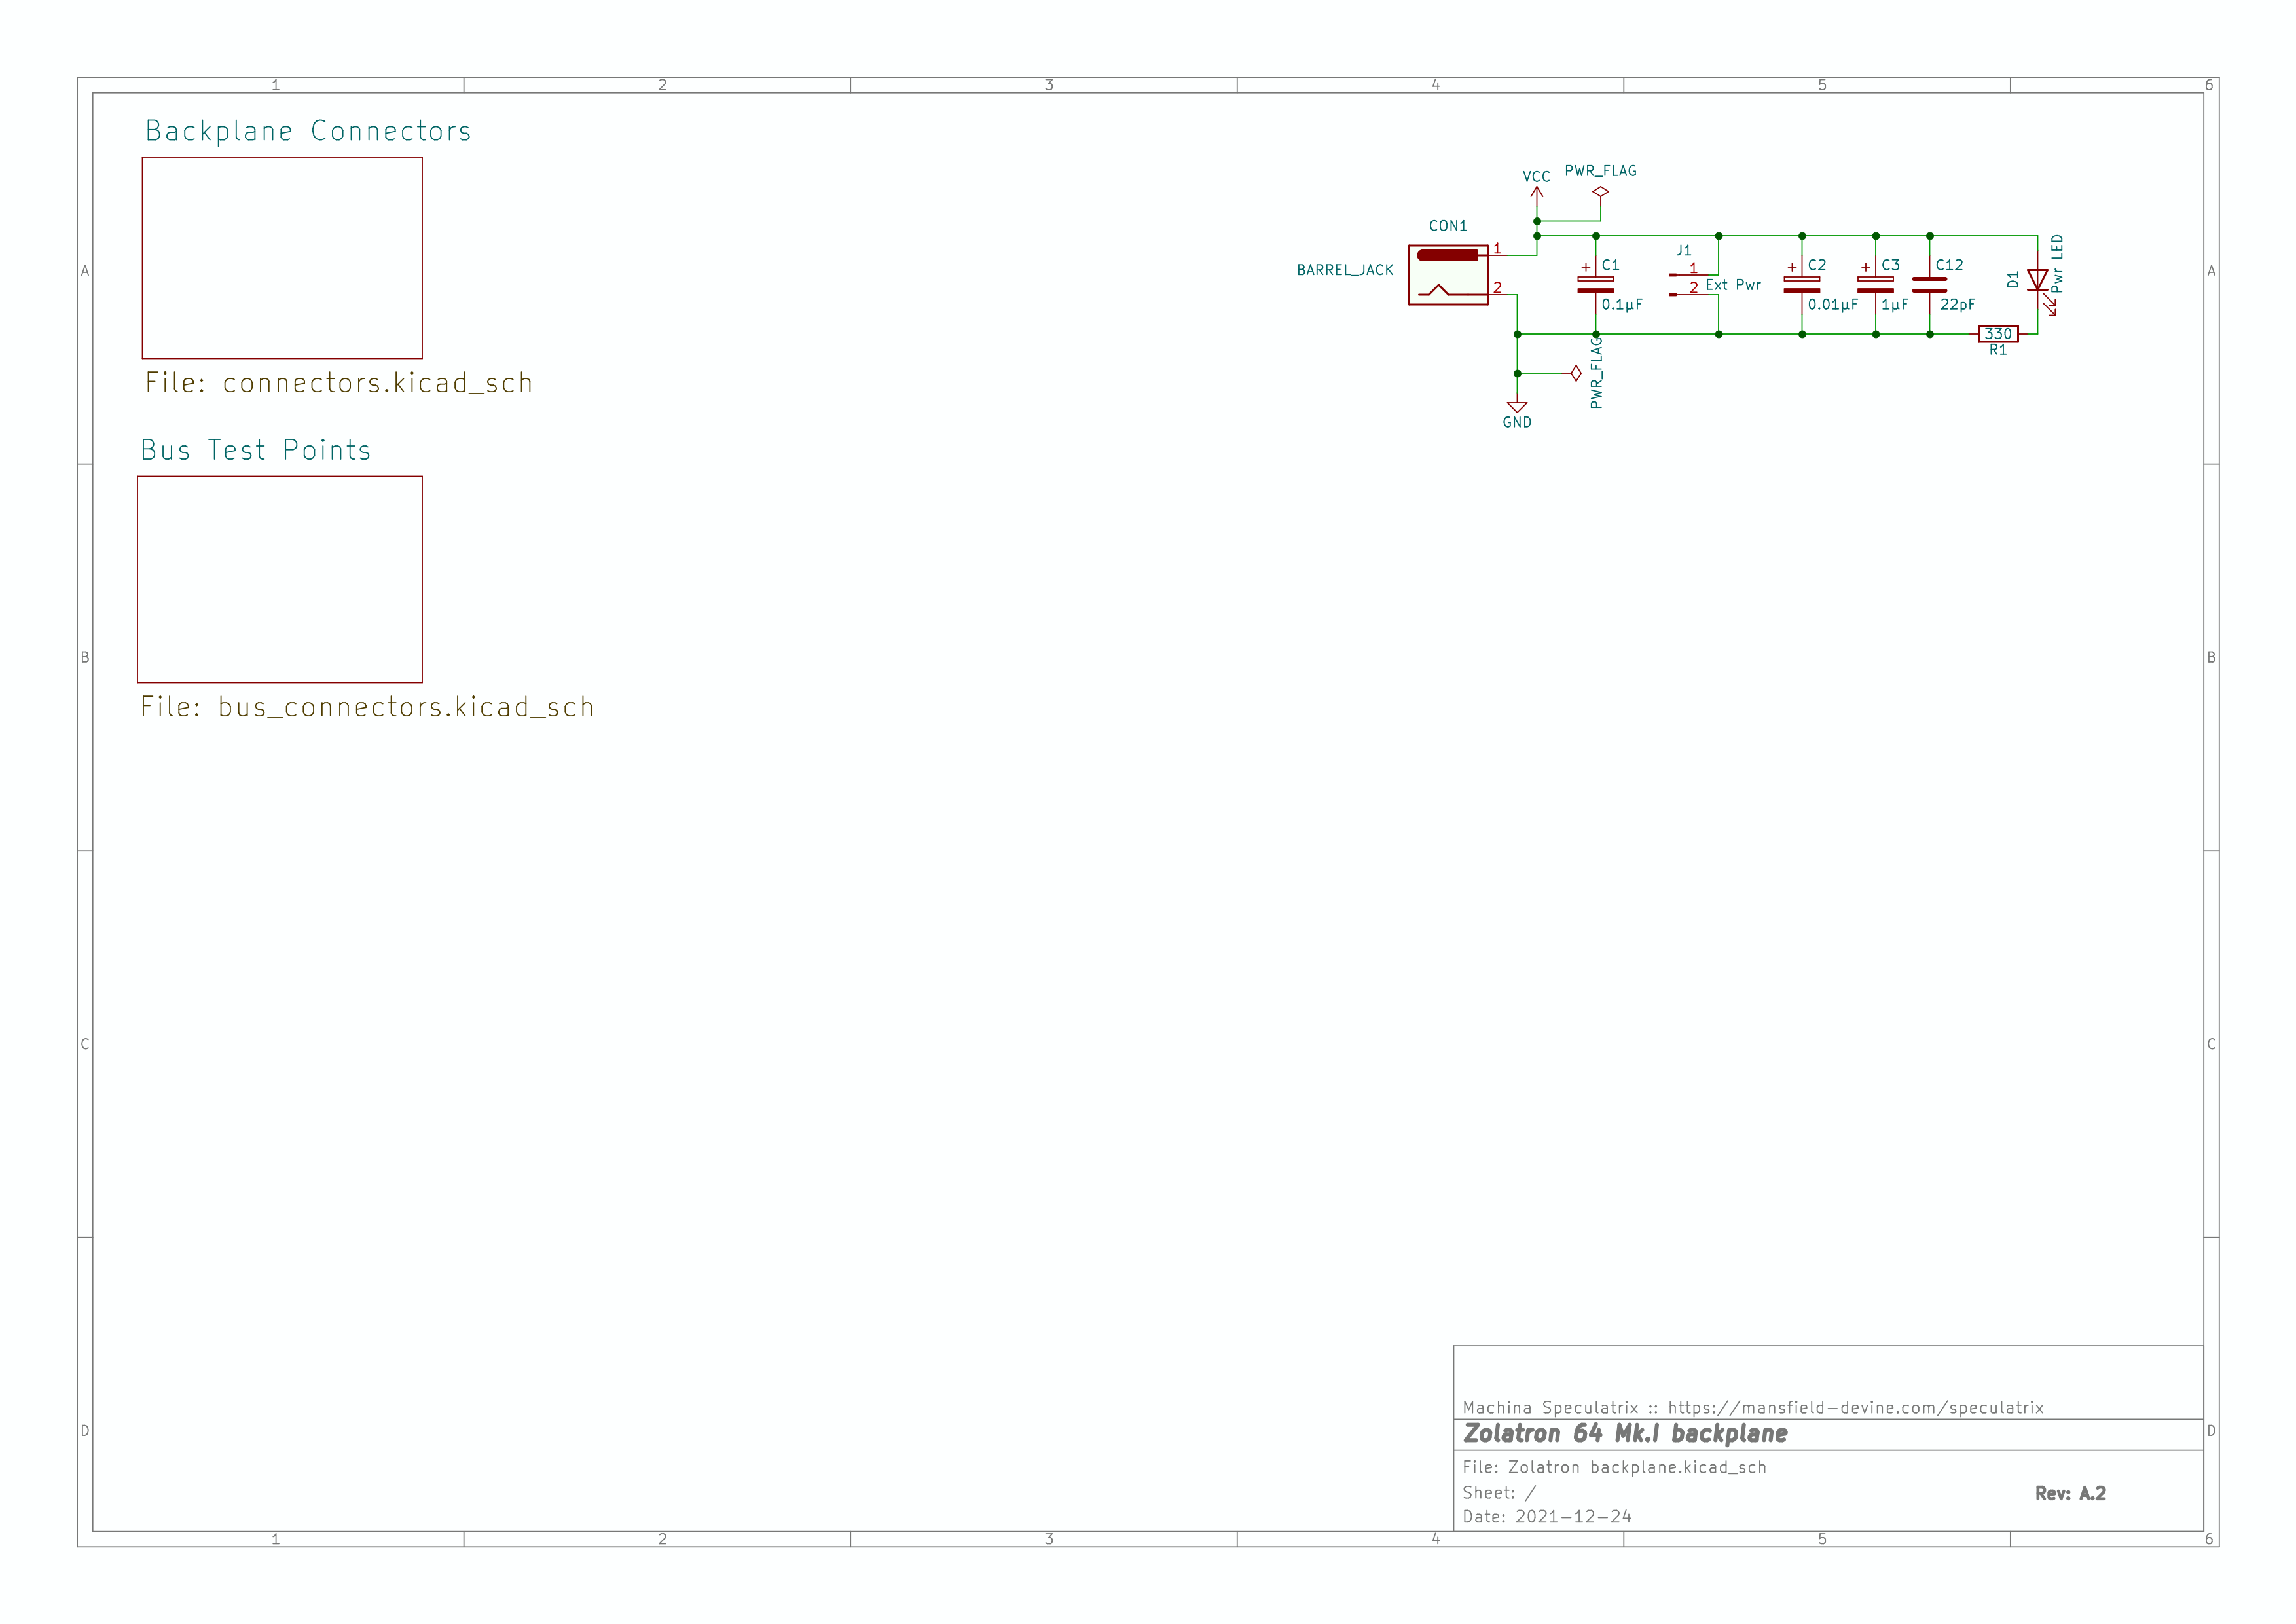 1 2 3 4 5 6
A
A
Backplane Connectors
File: connectors.kicad_sch
Bus Test Points
File: bus_connectors.kicad_sch
VCC
PWR_FLAG
CON1
BARREL_JACK
1
2
C1
+
0.1µF
J1
1
2
Ext Pwr
+
C2
0.01µF
+
C3
1µF
C12
22pF
D1
Pwr LED
330
R1
PWR_FLAG
GND
B
B
C
C
D
D
Machina Speculatrix :: https://mansfield-devine.com/speculatrix
Zolatron 64 Mk.I backplane
File: Zolatron backplane.kicad_sch
Sheet: /
Rev: A.2
Date: 2021-12-24
1 2 3 4 5 6